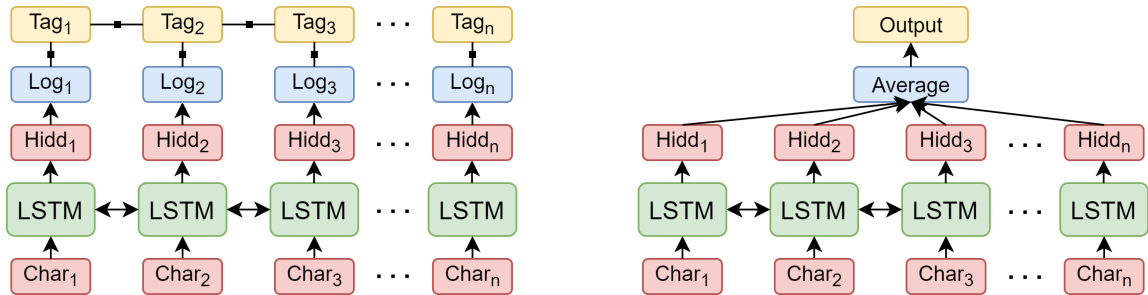 Tag1 Tag2 Tag3 ... Tagn
Log1 Log2 Log3 ... Logn
Hidd1 Hidd2 Hidd3 ... Hiddn
LSTM LSTM LSTM ... LSTM
Char1 Char2 Char3 ... Charn
Output
Average
Hidd1 Hidd2 Hidd3 ... Hiddn
LSTM LSTM LSTM ... LSTM
Char1 Char2 Char3 ... Charn